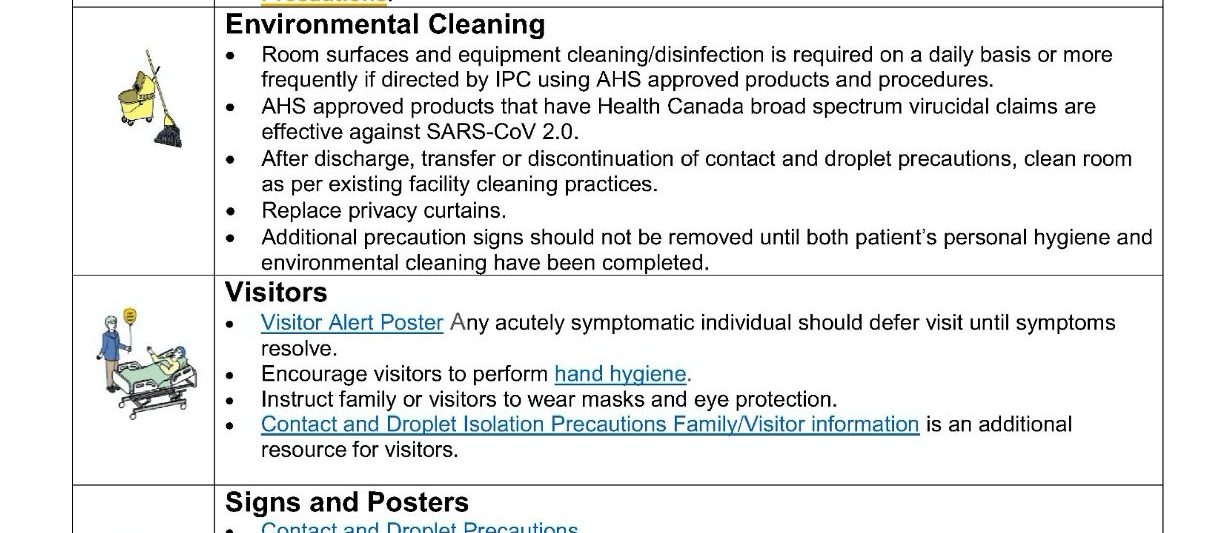 Precautions.
Environmental Cleaning
• Room surfaces and equipment cleaning/disinfection is required on a daily basis or more
frequently if directed by IPC using AHS approved products and procedures.
• AHS approved products that have Health Canada broad spectrum virucidal claims are
effective against SARS-CoV 2.0.
• After discharge, transfer or discontinuation of contact and droplet precautions, clean room
as per existing facility cleaning practices.
• Replace privacy curtains.
• Additional precaution signs should not be removed until both patient’s personal hygiene and
environmental cleaning have been completed.
Visitors
• Visitor Alert Poster Any acutely symptomatic individual should defer visit until symptoms
resolve.
• Encourage visitors to perform hand hygiene.
• Instruct family or visitors to wear masks and eye protection.
• Contact and Droplet Isolation Precautions Family/Visitor information is an additional
resource for visitors.
Signs and Posters
• Contact and Droplet Precautions